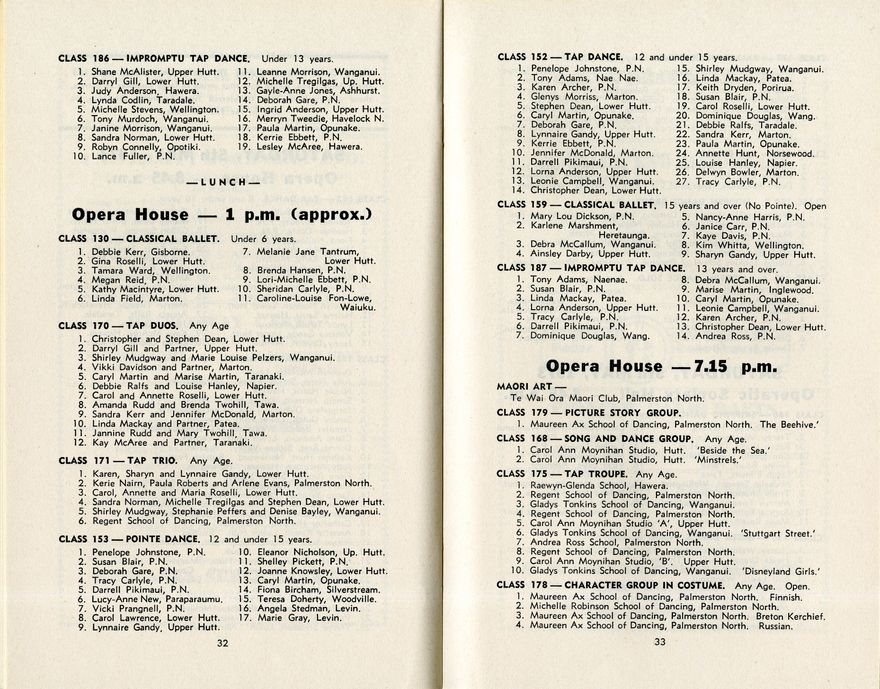 CLASS 186 — IMPROMPTU TAP DANCE. Under 13 years.
1. Shane McAlister, Upper Hutt.
2. Darryl Gill, Lower Hutt.
3. Judy Anderson, Hawera.
4. Lynda Codlin, Taradale.
5. Michelle Stevens, Wellington.
6. Tony Murdoch, Wanganui.
7. Janine Morrison, Wanganui.
8. Sandra Norman, Lower Hutt.
9. Robyn Connolly, Opotiki.
10. Lance Fuller, P.N.
11. Leanne Morrison, Wanganui.
12. Michelle Tregilgas, Up. Hutt.
13. Gayle-Anne Jones, Ashhurst.
14. Deborah Gare, P.N.
15. Ingrid Anderson, Upper Hutt.
16. Merryn Tweedie, Havelock N.
17. Paula Martin, Opunake.
18. Kerrie Ebbett, P.N.
19. Lesley McAree, Hawera.
— LUNCH —
Opera House — 1 p.m. (approx.)
CLASS 130 — CLASSICAL BALLET. Under 6 years.
1. Debbie Kerr, Gisborne.
2. Gina Roselli, Lower Hutt.
3. Tamara Ward, Wellington.
4. Megan Reid, P.N.
5. Kathy Macintyre, Lower Hutt.
6. Linda Field, Marton.
7. Melanie Jane Tantrum,
Lower Hutt.
8. Brenda Hansen, P.N.
9. Lori-Michelle Ebbett, P.N.
10. Sheridan Carlyle, P.N.
11. Caroline-Louise Fon-Lowe,
Waiuku.
CLASS 170 — TAP DUOS. Any Age
1. Christopher and Stephen Dean, Lower Hutt.
2. Darryl Gill and Partner, Upper Hutt.
3. Shirley Mudgway and Marie Louise Pelzers, Wanganui.
4. Vikki Davidson and Partner, Marton.
5. Caryl Martin and Marise Martin, Taranaki.
6. Debbie Ralfs and Louise Hanley, Napier.
7. Carol and Annette Roselli, Lower Hutt.
8. Amanda Rudd and Brenda Twohill, Tawa.
9. Sandra Kerr and Jennifer McDonald, Marton.
10. Linda Mackay and Partner, Patea.
11. Jannine Rudd and Mary Twohill, Tawa.
12. Kay McAree and Partner, Taranaki.
CLASS 171 — TAP TRIO. Any Age.
1. Karen, Sharyn and Lynnaire Gandy, Lower Hutt.
2. Kerie Nairn, Paula Roberts and Arlene Evans, Palmerston North.
3. Carol, Annette and Maria Roselli, Lower Hutt.
4. Sandra Norman, Michelle Tregilgas and Stephen Dean, Lower Hutt.
5. Shirley Mudgway, Stephanie Peffers and Denise Bayley, Wanganui.
6. Regent School of Dancing, Palmerston North.
CLASS 153 — POINTE DANCE. 12 and under 15 years.
1. Penelope Johnstone, P.N.
2. Susan Blair, P.N.
3. Deborah Gare, P.N.
4. Tracy Carlyle, P.N.
5. Darrell Pikimaui, P.N.
6. Lucy-Anne New, Paraparaumu.
7. Vicki Prangnell, P.N.
8. Carol Lawrence, Lower Hutt.
9. Lynnaire Gandy, Upper Hutt.
10. Eleanor Nicholson, Up. Hutt.
11. Shelley Pickett, P.N.
12. Joanne Knowsley, Lower Hutt.
13. Caryl Martin, Opunake.
14. Fiona Bircham, Silverstream.
15. Teresa Doherty, Woodville.
16. Angela Stedman, Levin.
17. Marie Gray, Levin.
32
CLASS 152 — TAP DANCE. 12 and under 15 years.
1. Penelope Johnstone, P.N.
2. Tony Adams, Nae Nae.
3. Karen Archer, P.N.
4. Glenys Morriss, Marton.
5. Stephen Dean, Lower Hutt.
6. Caryl Martin, Opunake.
7. Deborah Gare, P.N.
8. Lynnaire Gandy, Upper Hutt.
9. Kerrie Ebbett, P.N.
10. Jennifer McDonald, Marton.
11. Darrell Pikimaui, P.N.
12. Lorna Anderson, Upper Hutt.
13. Leonie Campbell, Wanganui.
14. Christopher Dean, Lower Hutt.
15. Shirley Mudgway, Wanganui.
16. Linda Mackay, Patea.
17. Keith Dryden, Porirua.
18. Susan Blair, P.N.
19. Carol Roselli, Lower Hutt.
20. Dominique Douglas, Wang.
21. Debbie Ralfs, Taradale.
22. Sandra Kerr, Marton.
23. Paula Martin, Opunake.
24. Annette Hunt, Norsewood.
25. Louise Hanley, Napier.
26. Delwyn Bowler, Marton.
27. Tracy Carlyle, P.N.
CLASS 159 — CLASSICAL BALLET. 15 years and over (No Pointe). Open
1. Mary Lou Dickson, P.N.
2. Karlene Marshment,
Heretaunga.
3. Debra McCallum, Wanganui.
4. Ainsley Darby, Upper Hutt.
5. Nancy-Anne Harris, P.N.
6. Janice Carr, P.N.
7. Kaye Davis, P.N.
8. Kim Whitta, Wellington.
9. Sharyn Gandy, Upper Hutt.
CLASS 187 — IMPROMPTU TAP DANCE. 13 years and over.
1. Tony Adams, Naenae.
2. Susan Blair, P.N.
3. Linda Mackay, Patea.
4. Lorna Anderson, Upper Hutt.
5. Tracy Carlyle, P.N.
6. Darrell Pikimaui, P.N.
7. Dominique Douglas, Wang.
8. Debra McCallum, Wanganui.
9. Marise Martin, Inglewood.
10. Caryl Martin, Opunake.
11. Leonie Campbell, Wanganui.
12. Karen Archer, P.N.
13. Christopher Dean, Lower Hutt.
14. Andrea Ross, P.N.
Opera House — 7.15 p.m.
MAORI ART —
Te Wai Ora Maori Club, Palmerston North.
CLASS 179 — PICTURE STORY GROUP.
1. Maureen Ax School of Dancing, Palmerston North. The Beehive.'
CLASS 168 — SONG AND DANCE GROUP. Any Age.
1. Carol Ann Moynihan Studio, Hutt. 'Beside the Sea.'
2. Carol Ann Moynihan Studio, Hutt. 'Minstrels.'
CLASS 175 — TAP TROUPE. Any Age.
1. Raewyn-Glenda School, Hawera.
2. Regent School of Dancing, Palmerston North.
3. Gladys Tonkins School of Dancing, Wanganui.
4. Regent School of Dancing, Palmerston North.
5. Carol Ann Moynihan Studio 'A', Upper Hutt.
6. Gladys Tonkins School of Dancing, Wanganui. 'Stuttgart Street.'
7. Andrea Ross School, Palmerston North.
8. Regent School of Dancing, Palmerston North.
9. Carol Ann Moynihan Studio, 'B'. Upper Hutt.
10. Gladys Tonkins School of Dancing, Wanganui. 'Disneyland Girls.'
CLASS 178 — CHARACTER GROUP IN COSTUME. Any Age. Open.
1. Maureen Ax School of Dancing, Palmerston North. Finnish.
2. Michelle Robinson School of Dancing, Palmerston North.
3. Maureen Ax School of Dancing, Palmerston North. Breton Kerchief.
4. Maureen Ax School of Dancing, Palmerston North. Russian.
33